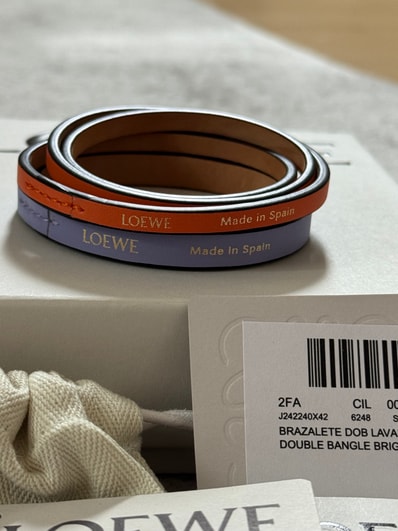 LOEWE Made in Spain
LOEWE Made in Spain
2FA CIL 00
J242240X42 6248 S
BRAZALETE DOB LAVA
DOUBLE BANGLE BRIG
LOEWE